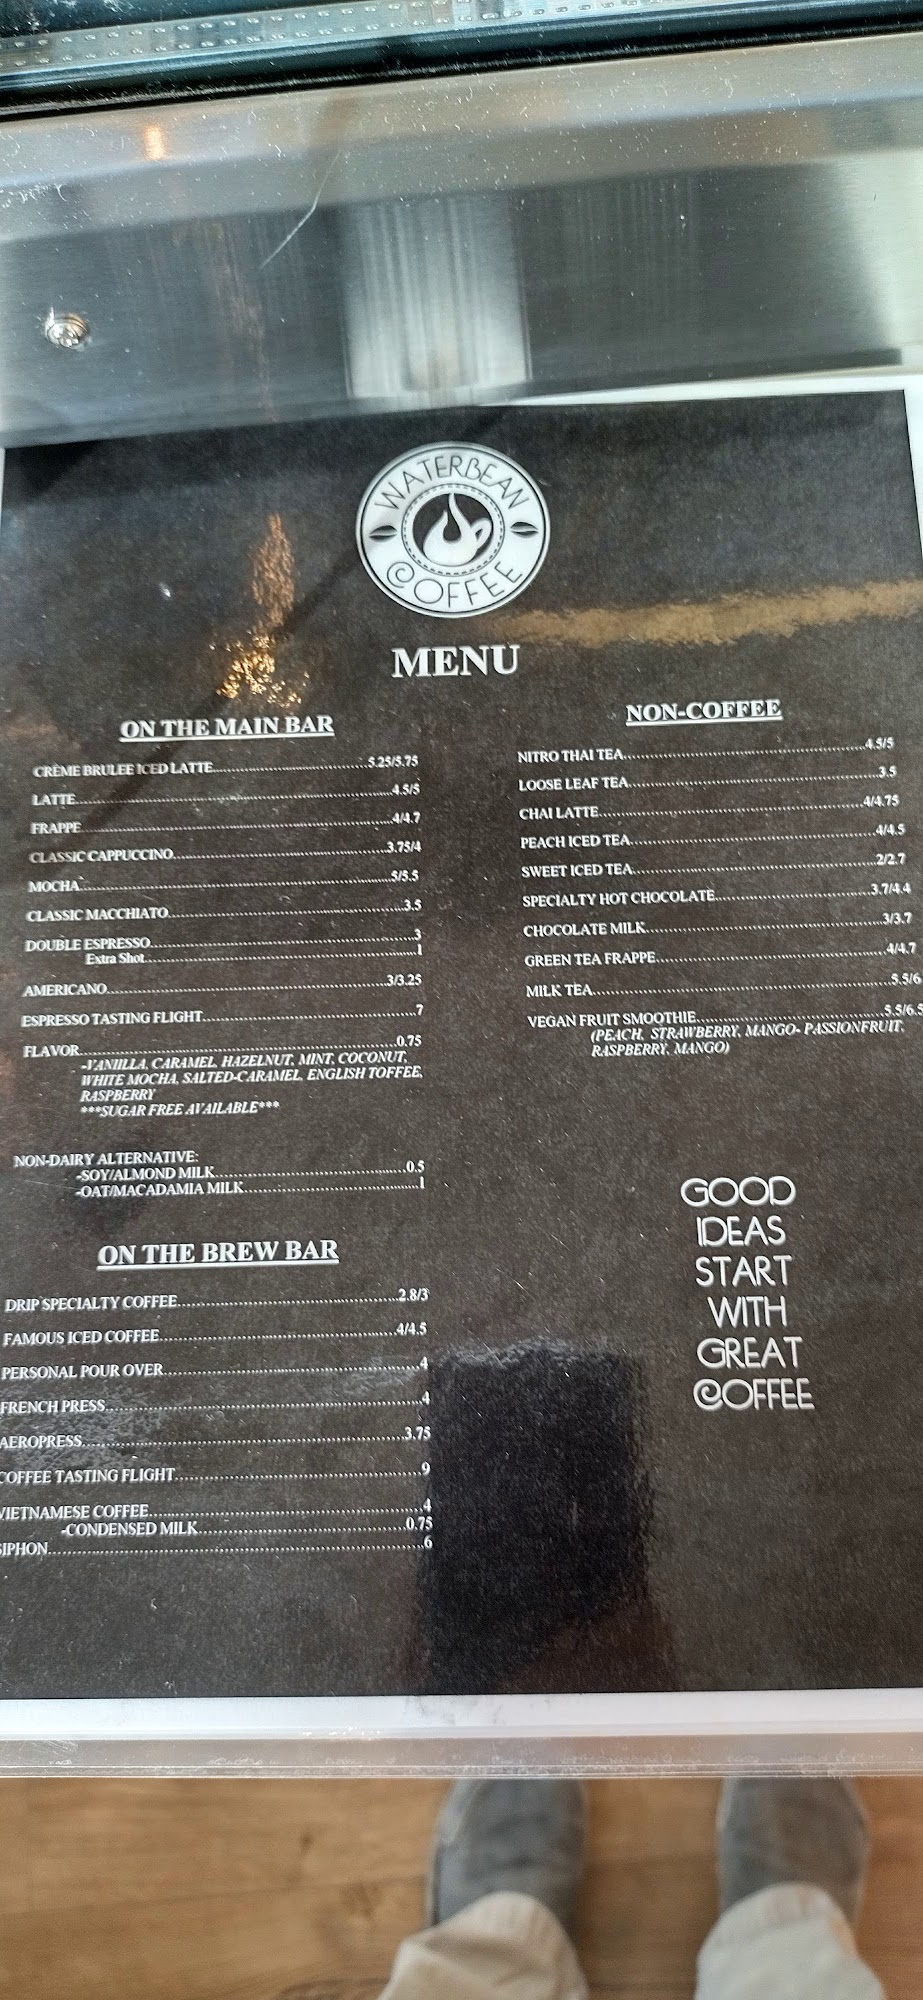 WATERBEAN
COFFEE
MENU
ON THE MAIN BAR
CRÈME BRULEE ICED LATTE 5.25/5.75
LATTE 4.5/5
FRAPPE 4/4.7
CLASSIC CAPPUCCINO 3.75/4
MOCHA 5/5.5
CLASSIC MACCHIATO 3.5
DOUBLE ESPRESSO 3
Extra Shot 1
AMERICANO 3/3.25
ESPRESSO TASTING FLIGHT 7
FLAVOR 0.75
-VANIILLA, CARAMEL, HAZELNUT, MINT, COCONUT,
WHITE MOCHA, SALTED-CARAMEL, ENGLISH TOFFEE,
RASPBERRY
***SUGAR FREE AVAILABLE***
NON-DAIRY ALTERNATIVE:
-SOY/ALMOND MILK 0.5
-OAT/MACADAMIA MILK 1
ON THE BREW BAR
DRIP SPECIALTY COFFEE 2.8/3
FAMOUS ICED COFFEE 4/4.5
PERSONAL POUR OVER 4
FRENCH PRESS 4
AEROPRESS 3.75
COFFEE TASTING FLIGHT 9
VIETNAMESE COFFEE 4
-CONDENSED MILK 0.75
SIPHON 6
NON-COFFEE
NITRO THAI TEA 4.5/5
LOOSE LEAF TEA 3.5
CHAI LATTE 4/4.75
PEACH ICED TEA 4/4.5
SWEET ICED TEA 2/2.7
SPECIALTY HOT CHOCOLATE 3.7/4.4
CHOCOLATE MILK 3/3.7
GREEN TEA FRAPPE 4/4.7
MILK TEA 5.5/6
VEGAN FRUIT SMOOTHIE 5.5/6.5
(PEACH, STRAWBERRY, MANGO- PASSIONFRUIT,
RASPBERRY, MANGO)
GOOD
IDEAS
START
WITH
GREAT
COFFEE